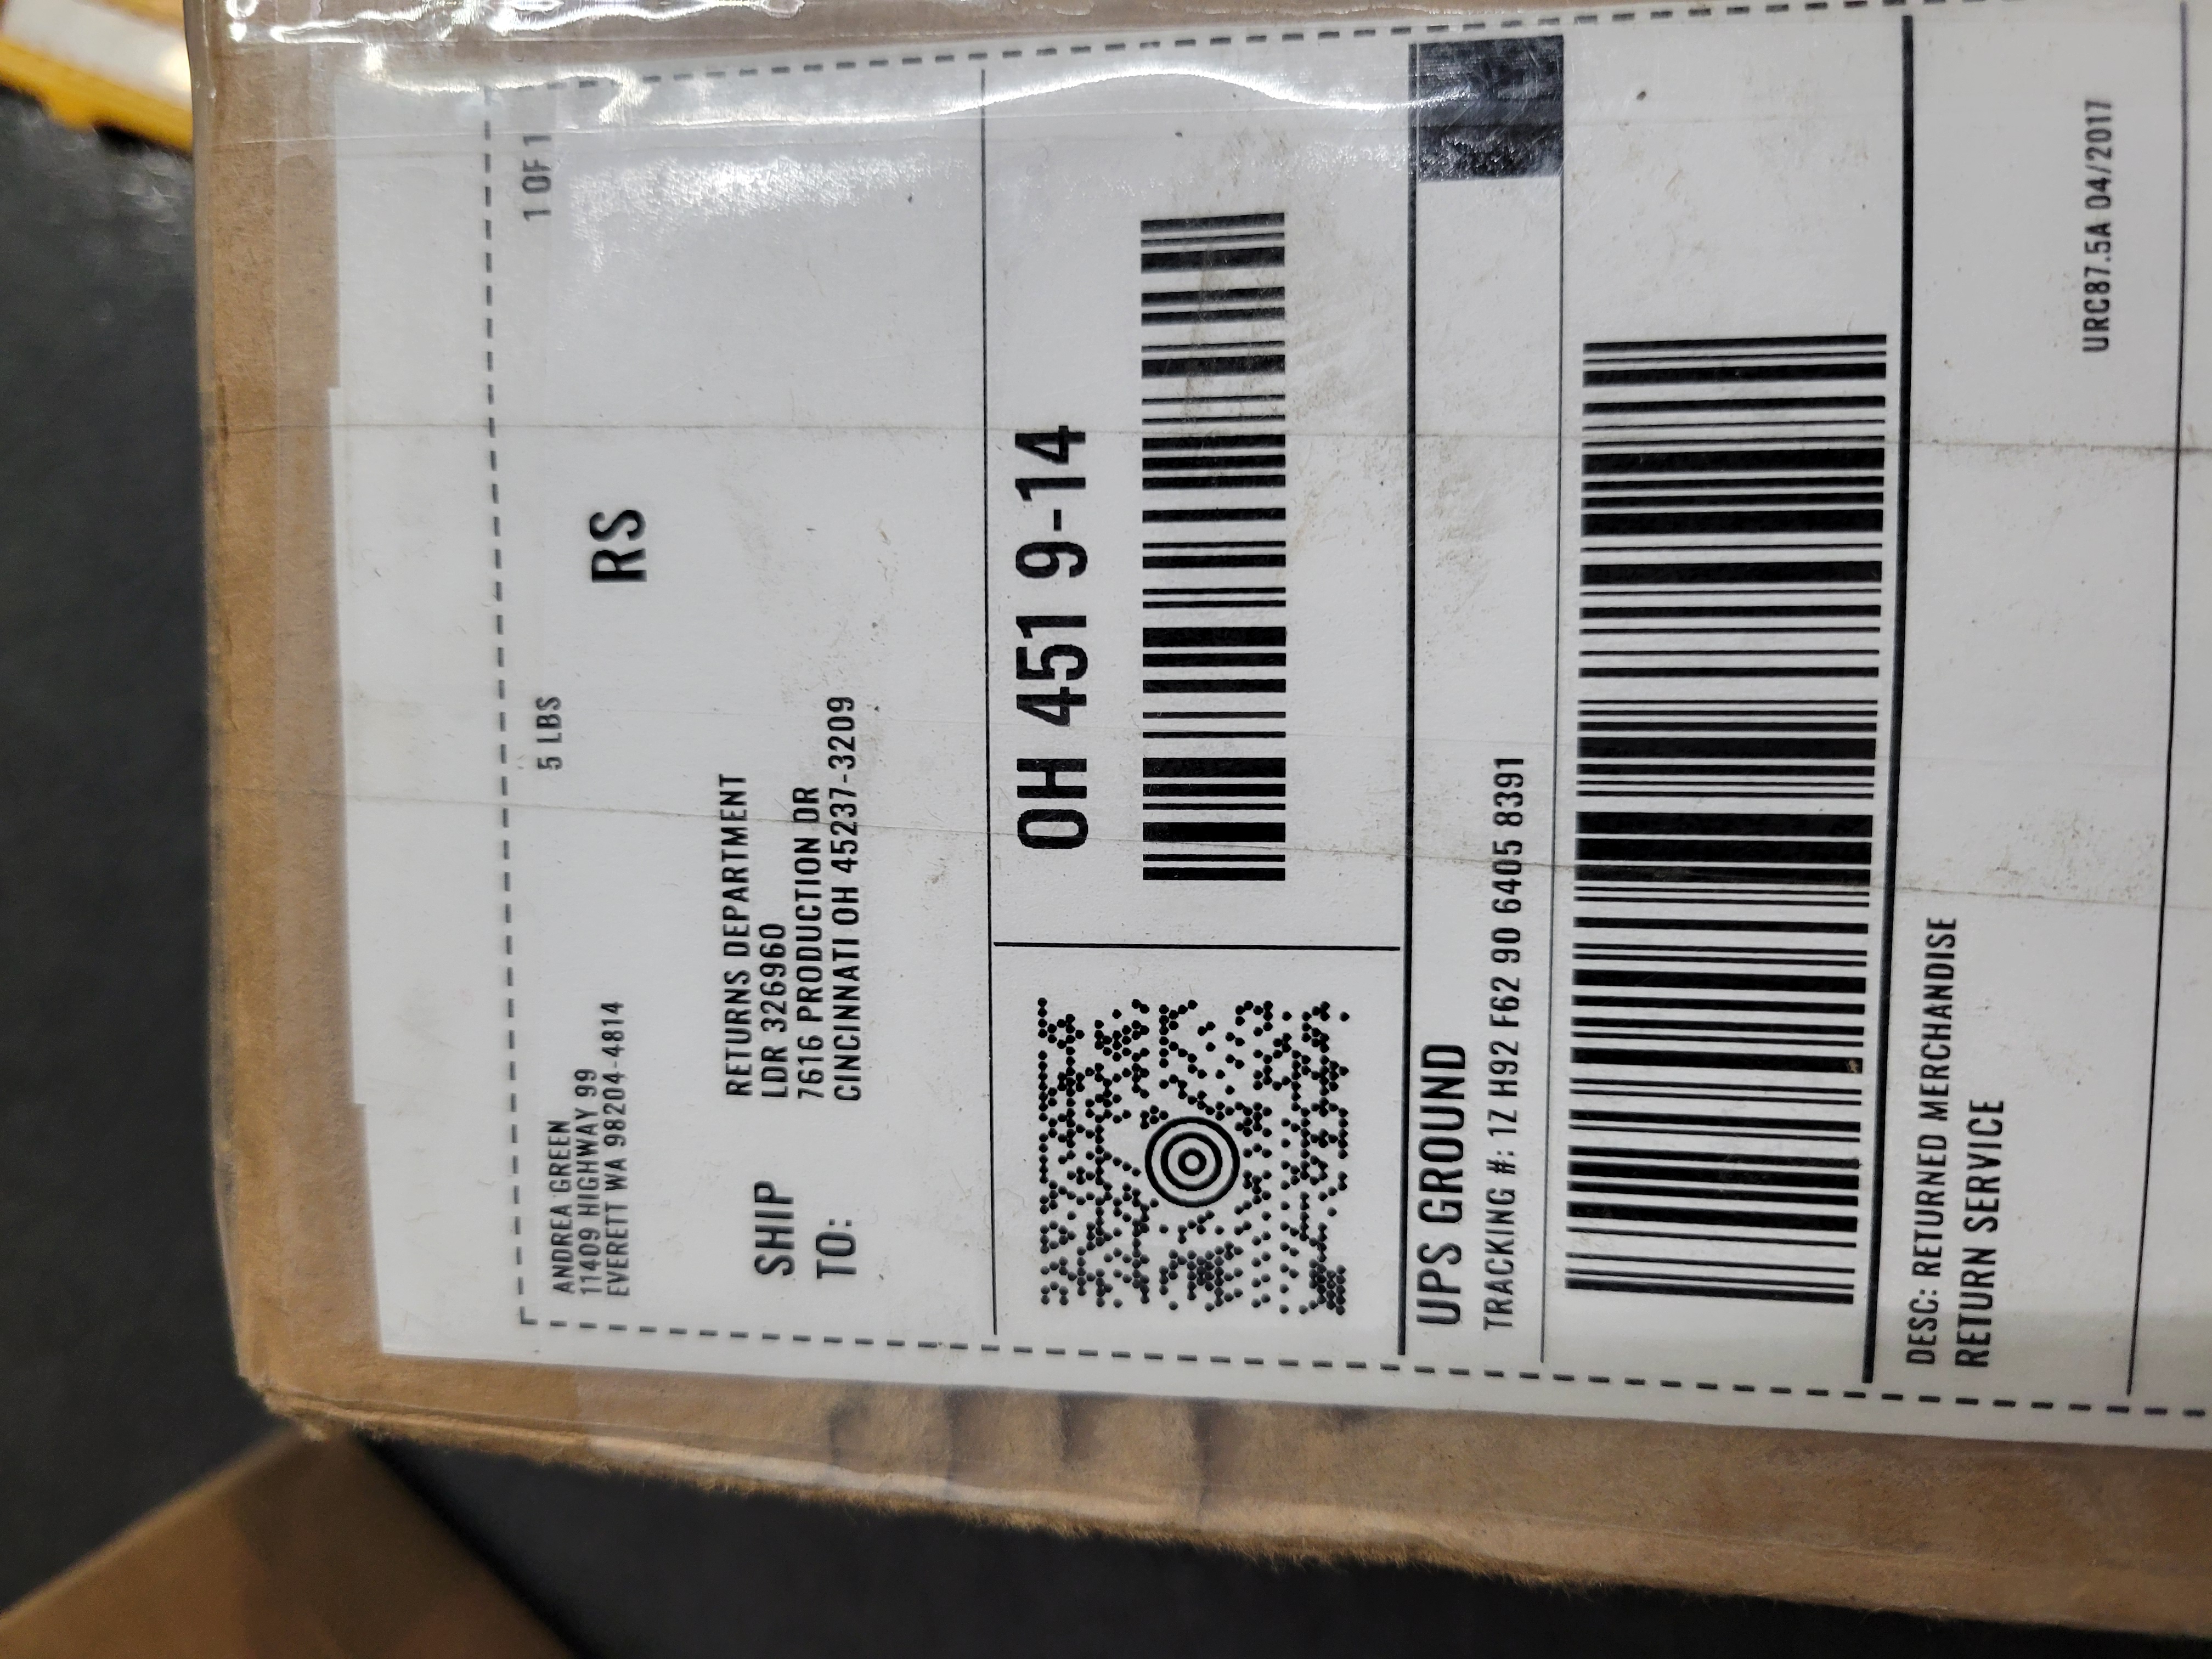 ANDREA GREEN
11409 HIGHWAY 99
EVERETT WA 98204-4814
5 LBS
1 OF 1
RS
SHIP
TO:
RETURNS DEPARTMENT
LDR 326960
7616 PRODUCTION DR
CINCINNATI OH 45237-3209
OH 451 9-14
UPS GROUND
TRACKING #: 1Z H92 F62 90 6405 8391
DESC: RETURNED MERCHANDISE
RETURN SERVICE
URC87.5A 04/2017